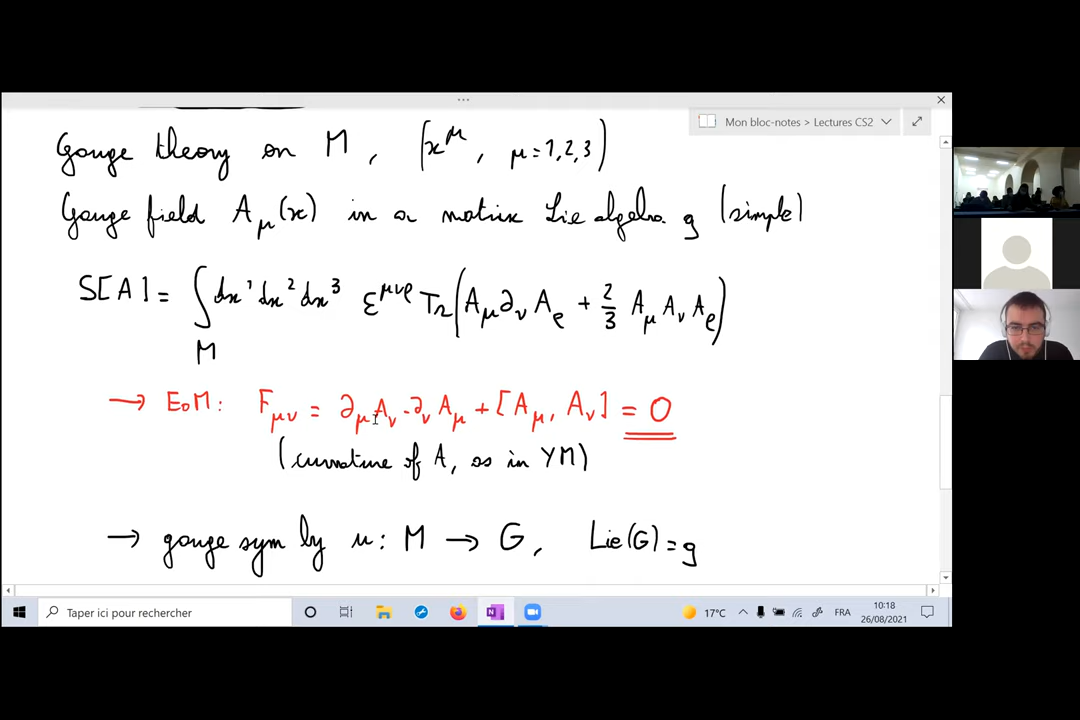 Mon bloc-notes > Lectures CS2
Gauge theory on M, (x^μ, μ=1,2,3)
Gauge field A_μ(x) in a matrix Lie algebra g (simple)
S[A] = ∫_M dx^1 dx^2 dx^3 ε^{μνρ} Tr(A_μ ∂_ν A_ρ + 2/3 A_μ A_ν A_ρ)
→ EoM: F_{μν} = ∂_μ A_ν - ∂_ν A_μ + [A_μ, A_ν] = 0
(curvature of A, as in YM)
→ gauge sym by u: M → G, Lie(G) = g
Taper ici pour rechercher
17°C
FRA
10:18
26/08/2021